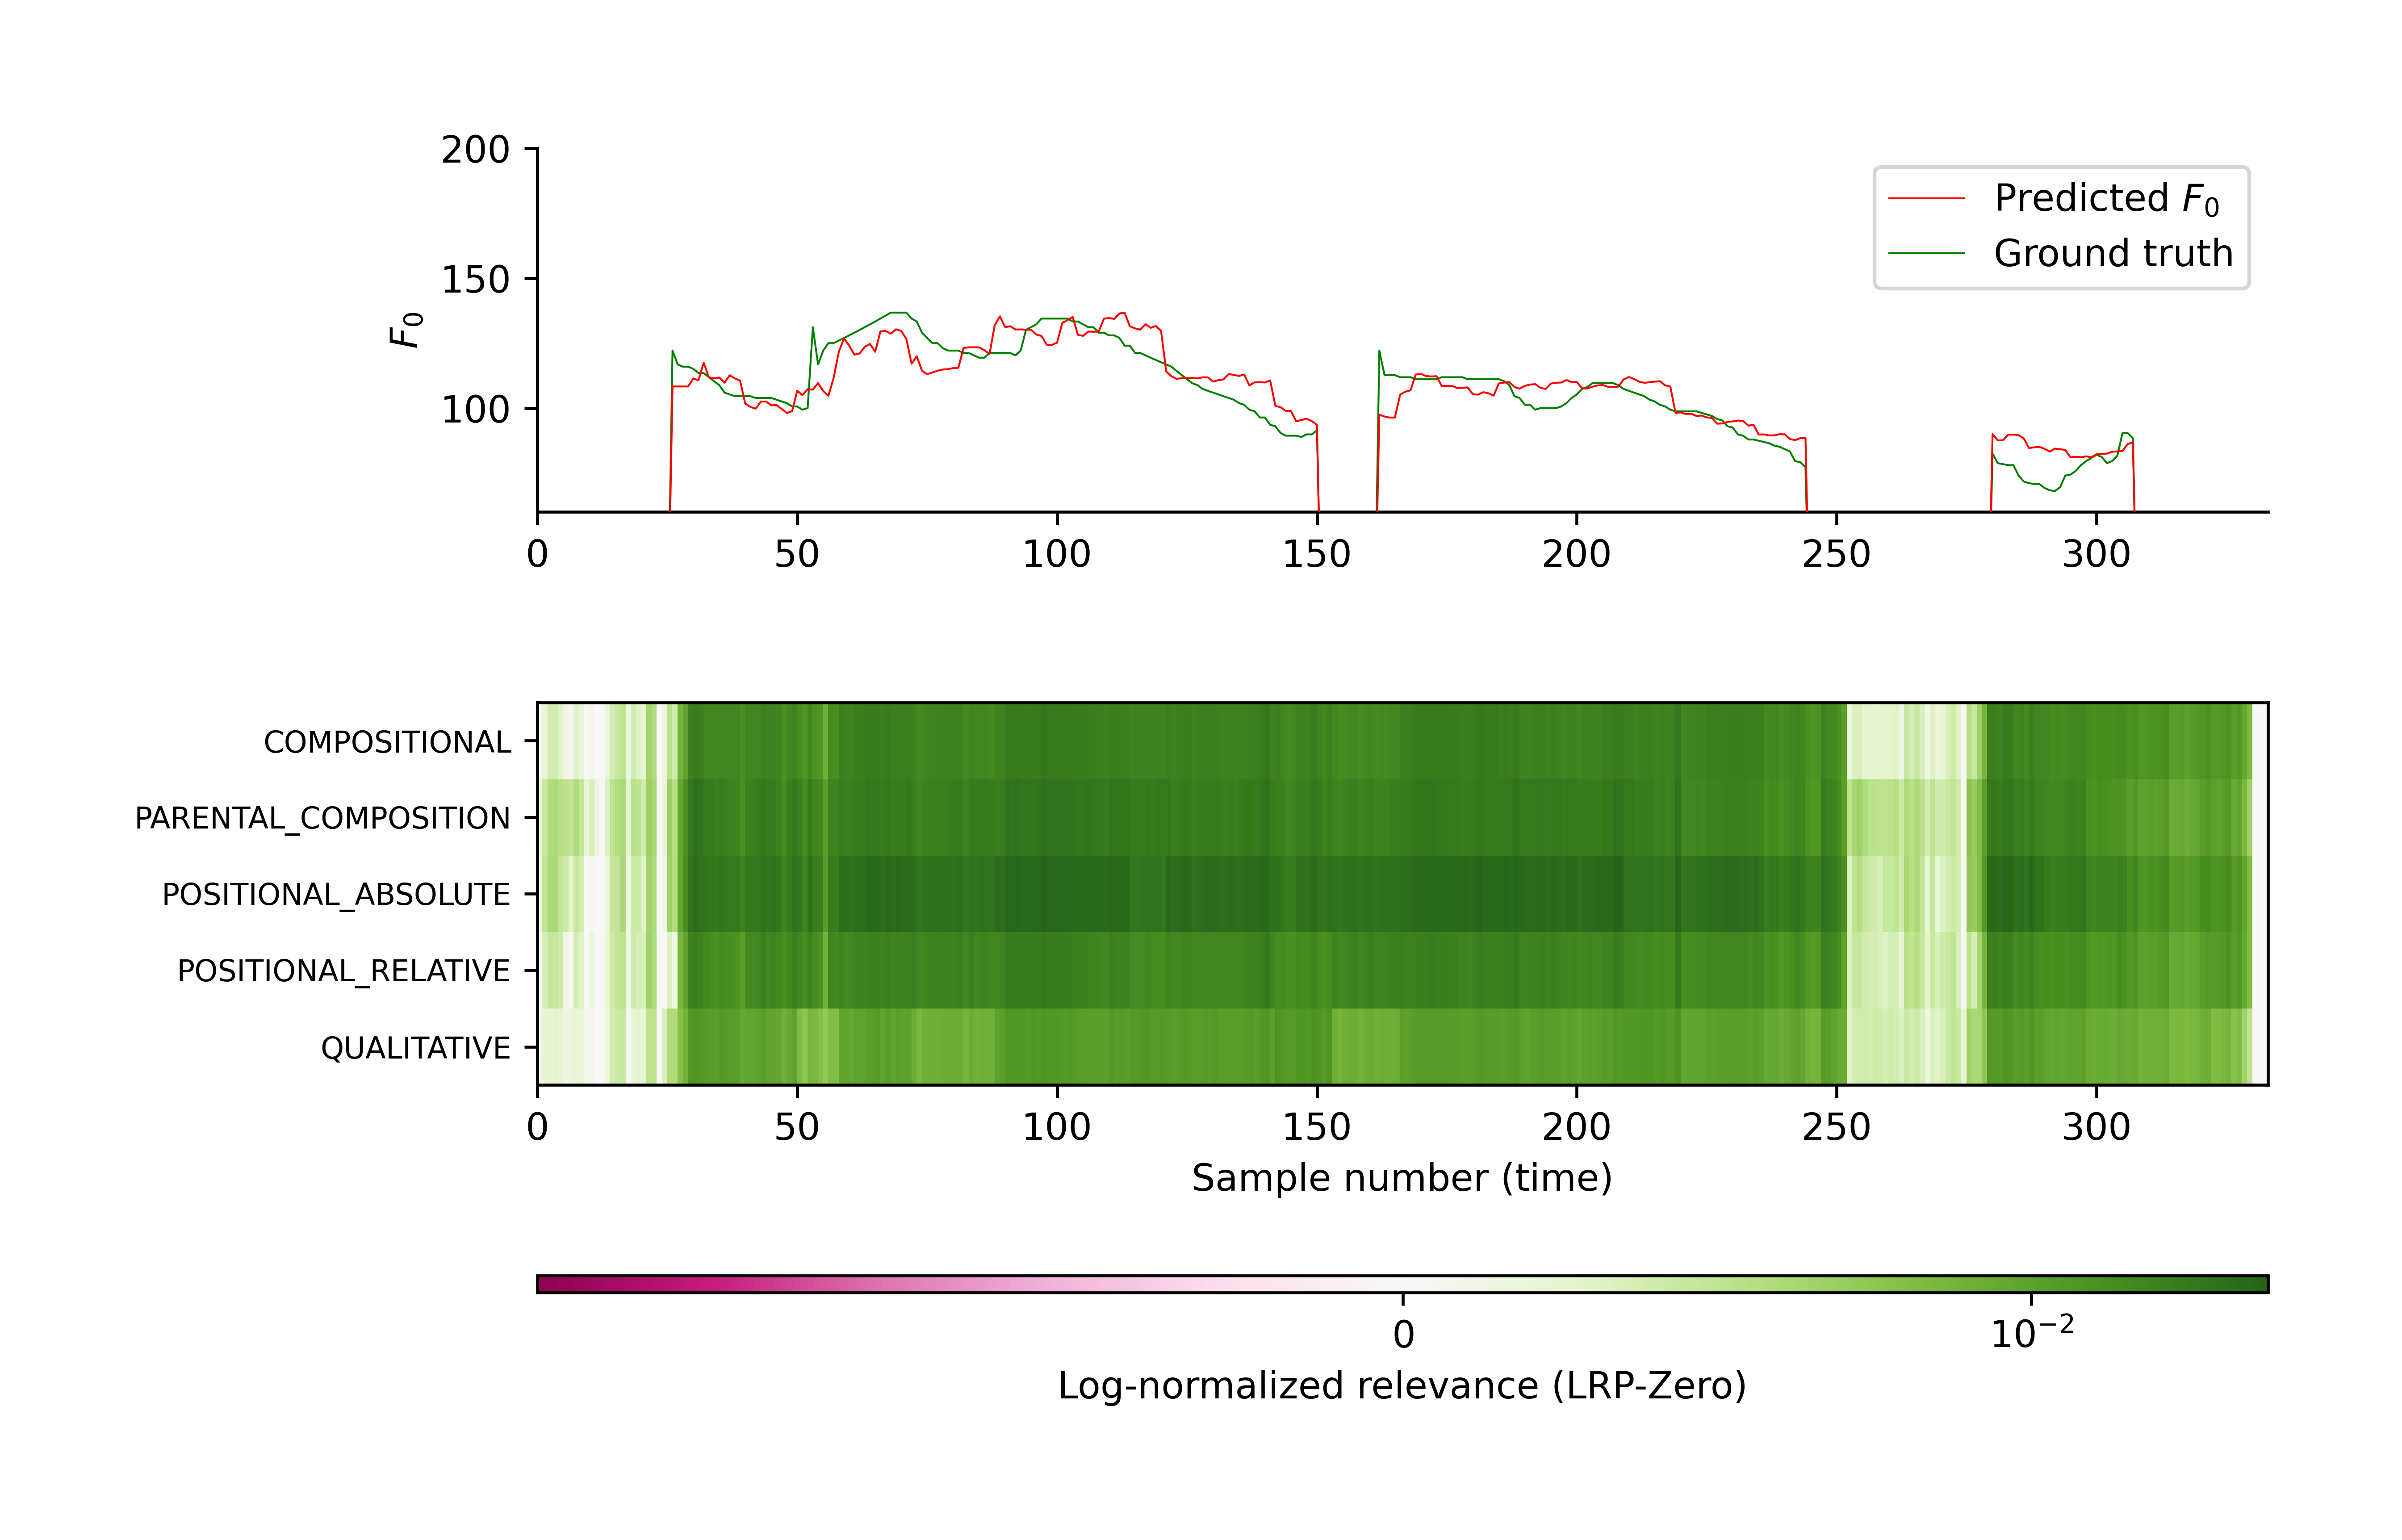 200
150
100
F0
Predicted F0
Ground truth
0 50 100 150 200 250 300
COMPOSITIONAL
PARENTAL_COMPOSITION
POSITIONAL_ABSOLUTE
POSITIONAL_RELATIVE
QUALITATIVE
0 50 100 150 200 250 300
Sample number (time)
0 10⁻²
Log-normalized relevance (LRP-Zero)